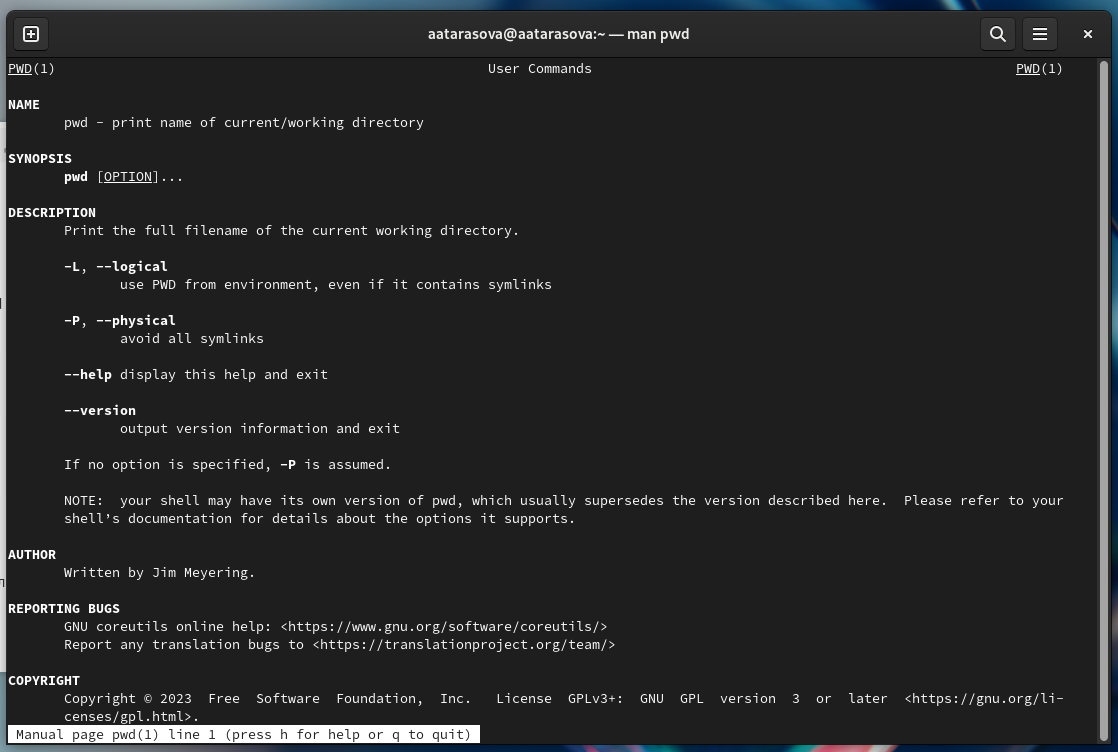 aatarasova@aatarasova:~ — man pwd
PWD(1) User Commands PWD(1)
NAME
pwd - print name of current/working directory
SYNOPSIS
pwd [OPTION]...
DESCRIPTION
Print the full filename of the current working directory.
-L, --logical
use PWD from environment, even if it contains symlinks
-P, --physical
avoid all symlinks
--help display this help and exit
--version
output version information and exit
If no option is specified, -P is assumed.
NOTE:  your shell may have its own version of pwd, which usually supersedes the version described here.  Please refer to your
shell’s documentation for details about the options it supports.
AUTHOR
Written by Jim Meyering.
REPORTING BUGS
GNU coreutils online help: <https://www.gnu.org/software/coreutils/>
Report any translation bugs to <https://translationproject.org/team/>
COPYRIGHT
Copyright © 2023  Free  Software  Foundation,  Inc.   License  GPLv3+:  GNU  GPL  version  3  or  later  <https://gnu.org/li-
censes/gpl.html>.
Manual page pwd(1) line 1 (press h for help or q to quit)